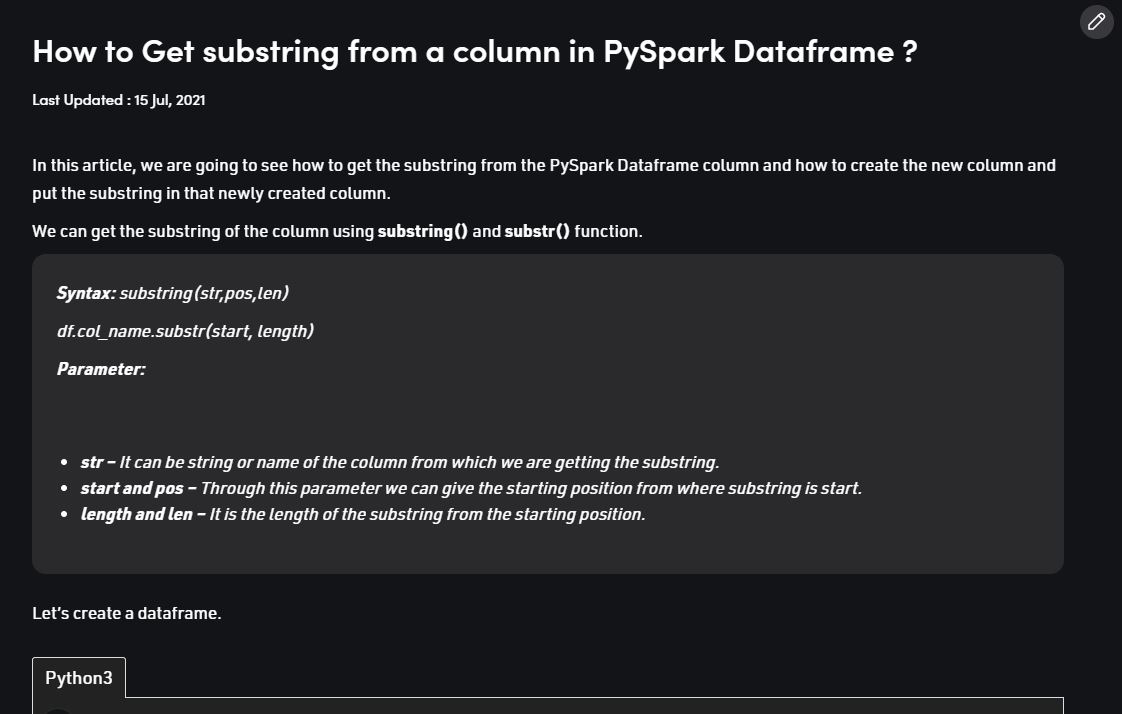 How to Get substring from a column in PySpark Dataframe ?
Last Updated : 15 Jul, 2021
In this article, we are going to see how to get the substring from the PySpark Dataframe column and how to create the new column and
put the substring in that newly created column.
We can get the substring of the column using substring() and substr() function.
Syntax: substring(str,pos,len)
df.col_name.substr(start, length)
Parameter:
• str – It can be string or name of the column from which we are getting the substring.
• start and pos – Through this parameter we can give the starting position from where substring is start.
• length and len – It is the length of the substring from the starting position.
Let’s create a dataframe.
Python3